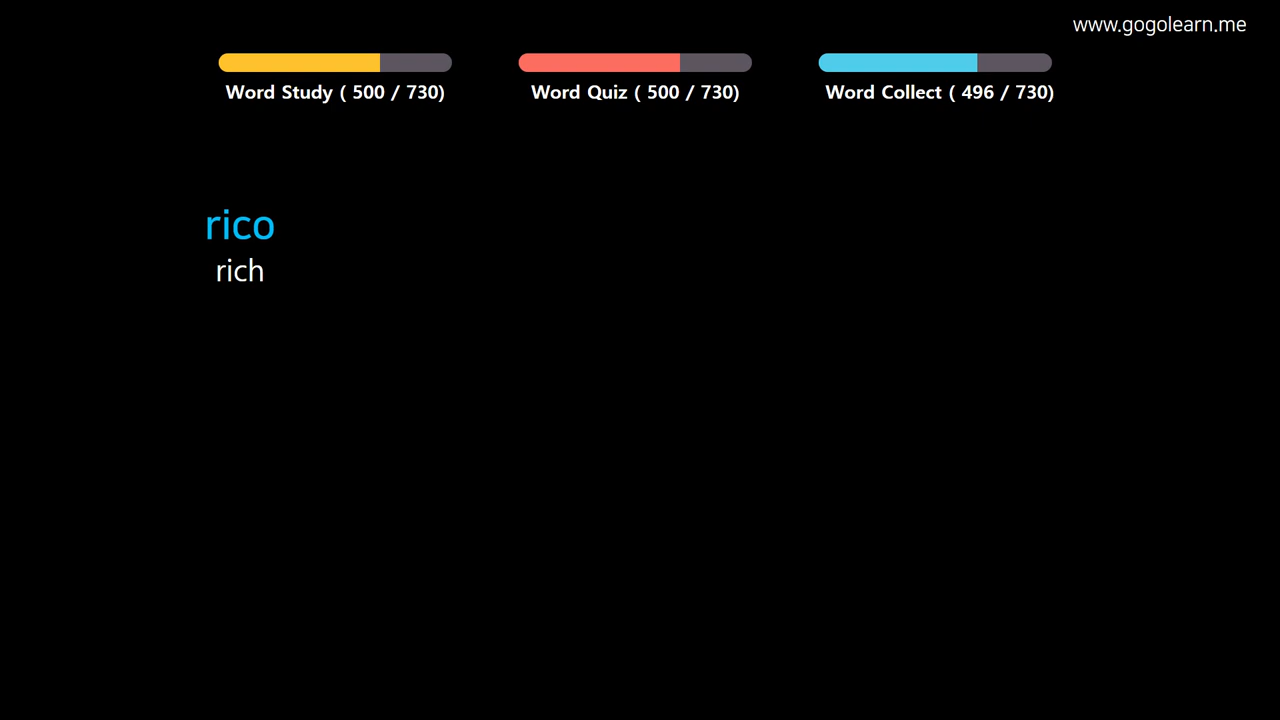 www.gogolearn.me
Word Study ( 500 / 730)
Word Quiz ( 500 / 730)
Word Collect ( 496 / 730)
rico
rich